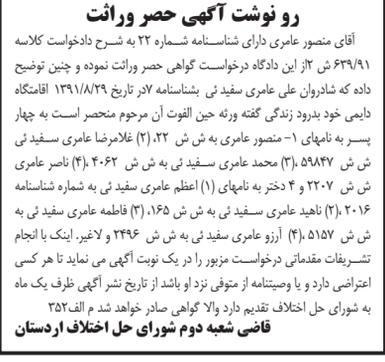 رو نوشت آگهی حصر وراثت
آقای منصور عامری دارای شناسنامه شماره ۲۲ به شرح دادخواست کلاسه
۶۳۹/۹۱ ش ۲از این دادگاه درخواست گواهی حصر وراثت نموده و چنین توضیح
داده که شادروان علی عامری سفید ئی بشناسنامه ۷در تاریخ ۱۳۹۱/۸/۲۹ اقامتگاه
دایمی خود بدرود زندگی گفته ورثه حین الفوت آن مرحوم منحصر است به چهار
پسر به نامهای ۱- منصور عامری به ش ش ۲۲، (۲) غلامرضا عامری سفید ئی
ش ش ۵۹۸۴۷ ،(۳) محمد عامری سفید ئی به ش ش ۴۰۶۲ ،(۴) ناصر عامری
ش ش ۲۲۰۷ و ۴ دختر به نامهای (۱) اعظم عامری سفید ئی به شماره شناسنامه
۲۰۱۶ ،(۲) ناهید عامری سفید ئی به ش ش ۱۶۵، (۳) فاطمه عامری سفید ئی به
ش ش ۵۱۵۷ ،(۴) آرزو عامری سفید ئی به ش ش ۲۴۹۶ و لاغیر. اینک با انجام
تشریفات مقدماتی درخواست مزبور را در یک نوبت آگهی می نماید تا هر کسی
اعتراضی دارد و یا وصیتنامه از متوفی نزد او باشد از تاریخ نشر آگهی ظرف یک ماه
به شورای حل اختلاف تقدیم دارد والا گواهی صادر خواهد شد م الف۳۵۲
قاضی شعبه دوم شورای حل اختلاف اردستان